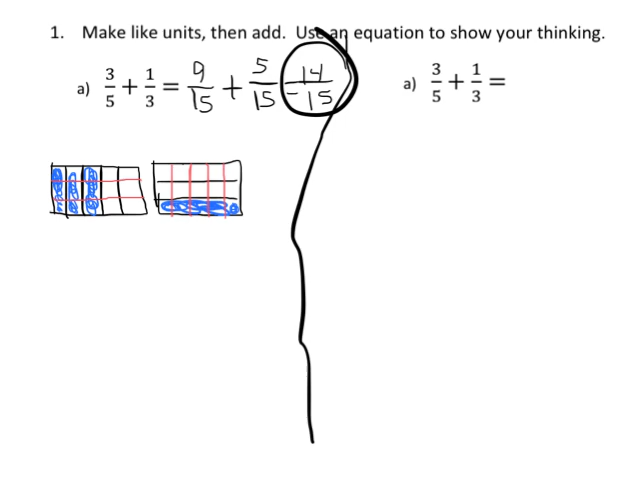 1. Make like units, then add. Use an equation to show your thinking.
a) 3/5 + 1/3 = 9/15 + 5/15 = 14/15
a) 3/5 + 1/3 =